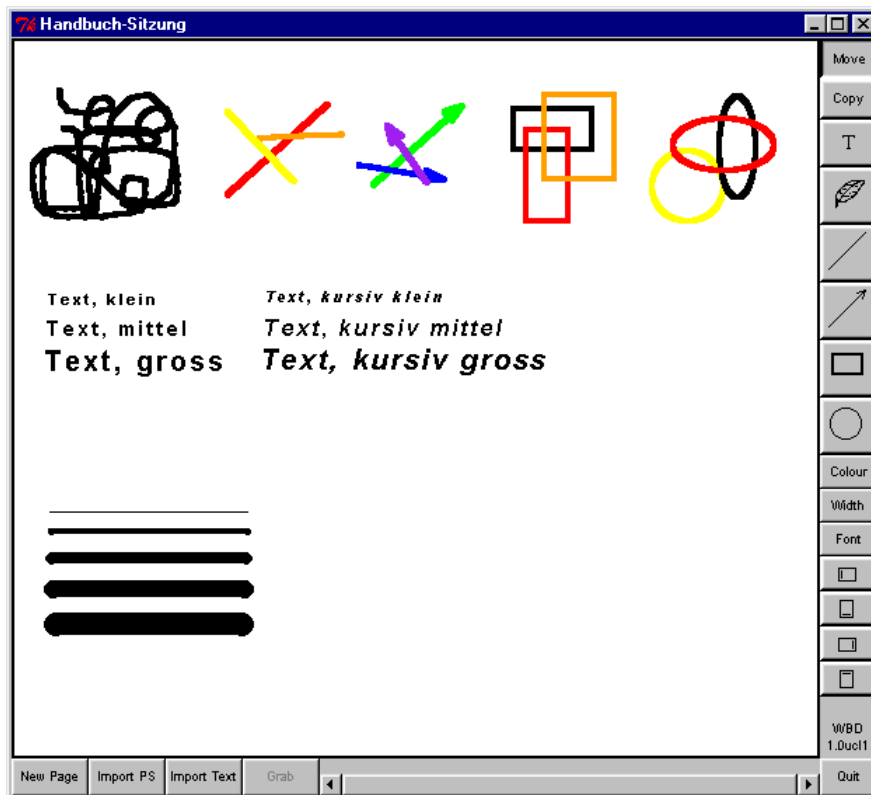 Handbuch-Sitzung
Move
Copy
T
Text, klein
Text, kursiv klein
Text, mittel
Text, kursiv mittel
Text, gross
Text, kursiv gross
Colour
Width
Font
WBD
1.0ucl1
New Page
Import PS
Import Text
Grab
Quit